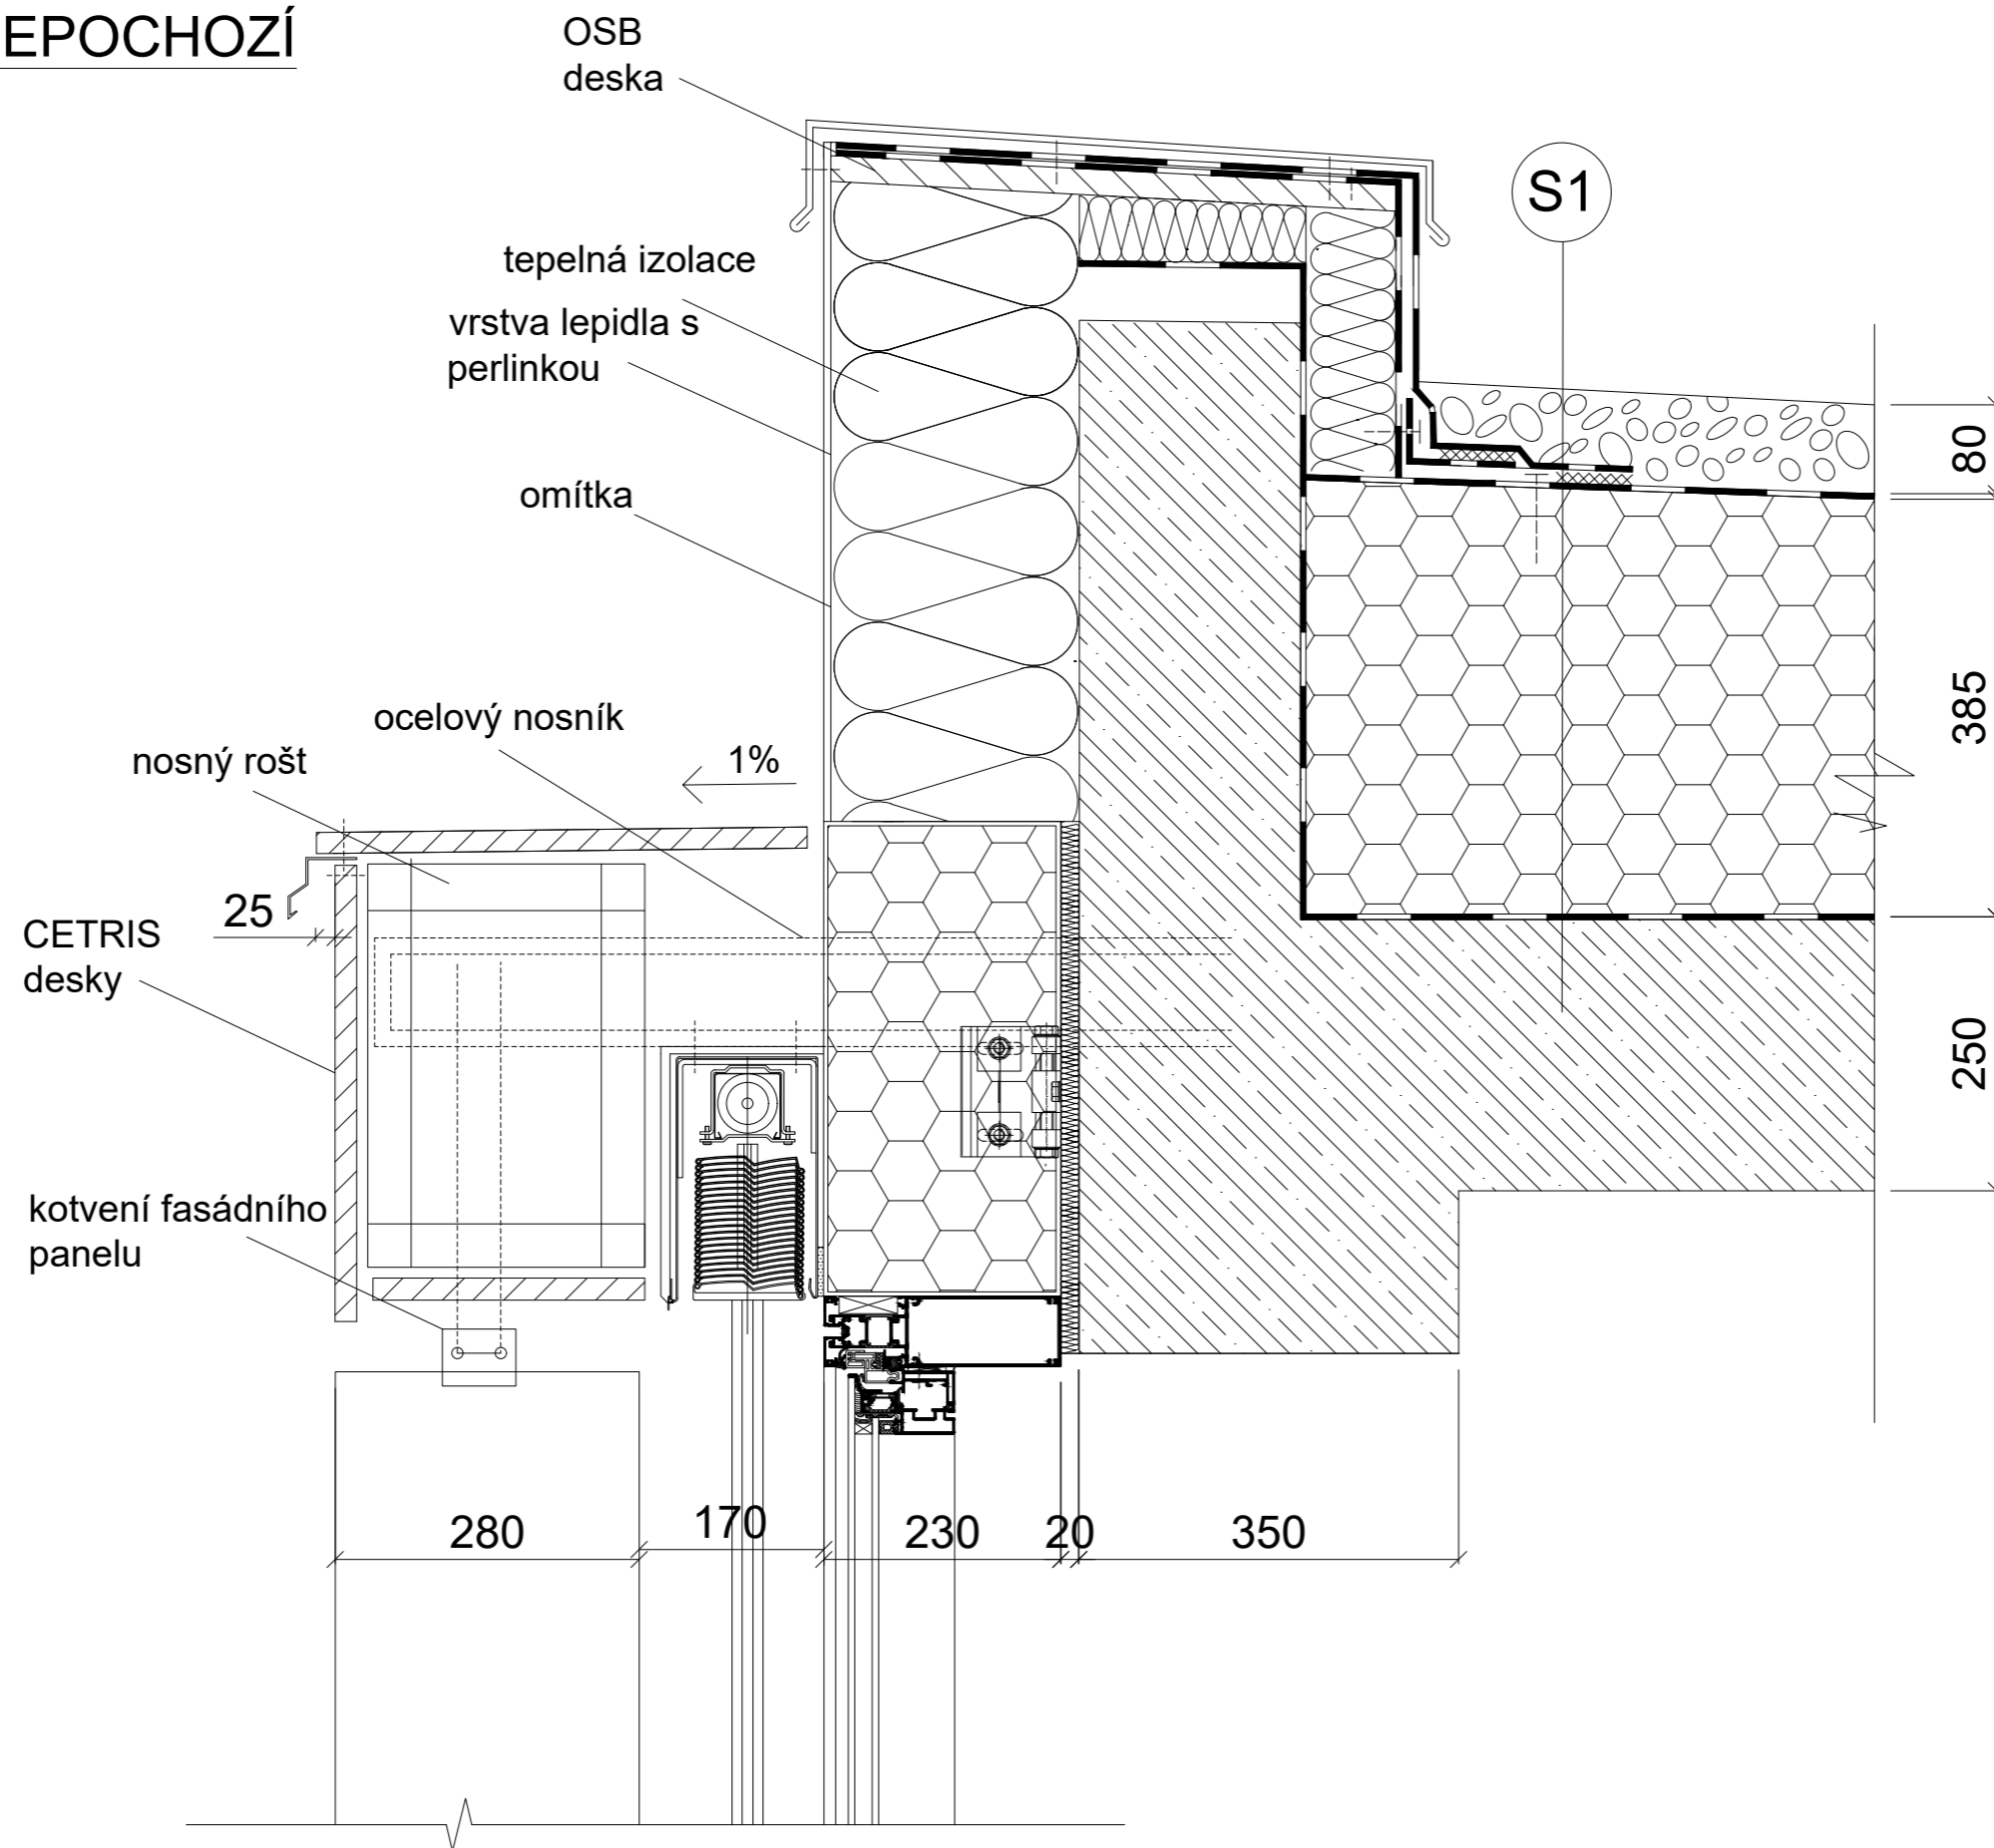 EPOCHOZÍ
OSB
deska
S1
tepelná izolace
vrstva lepidla s
perlinkou
omítka
80
385
250
ocelový nosník
nosný rošt
1%
25
CETRIS
desky
kotvení fasádního
panelu
280
170
230
20
350